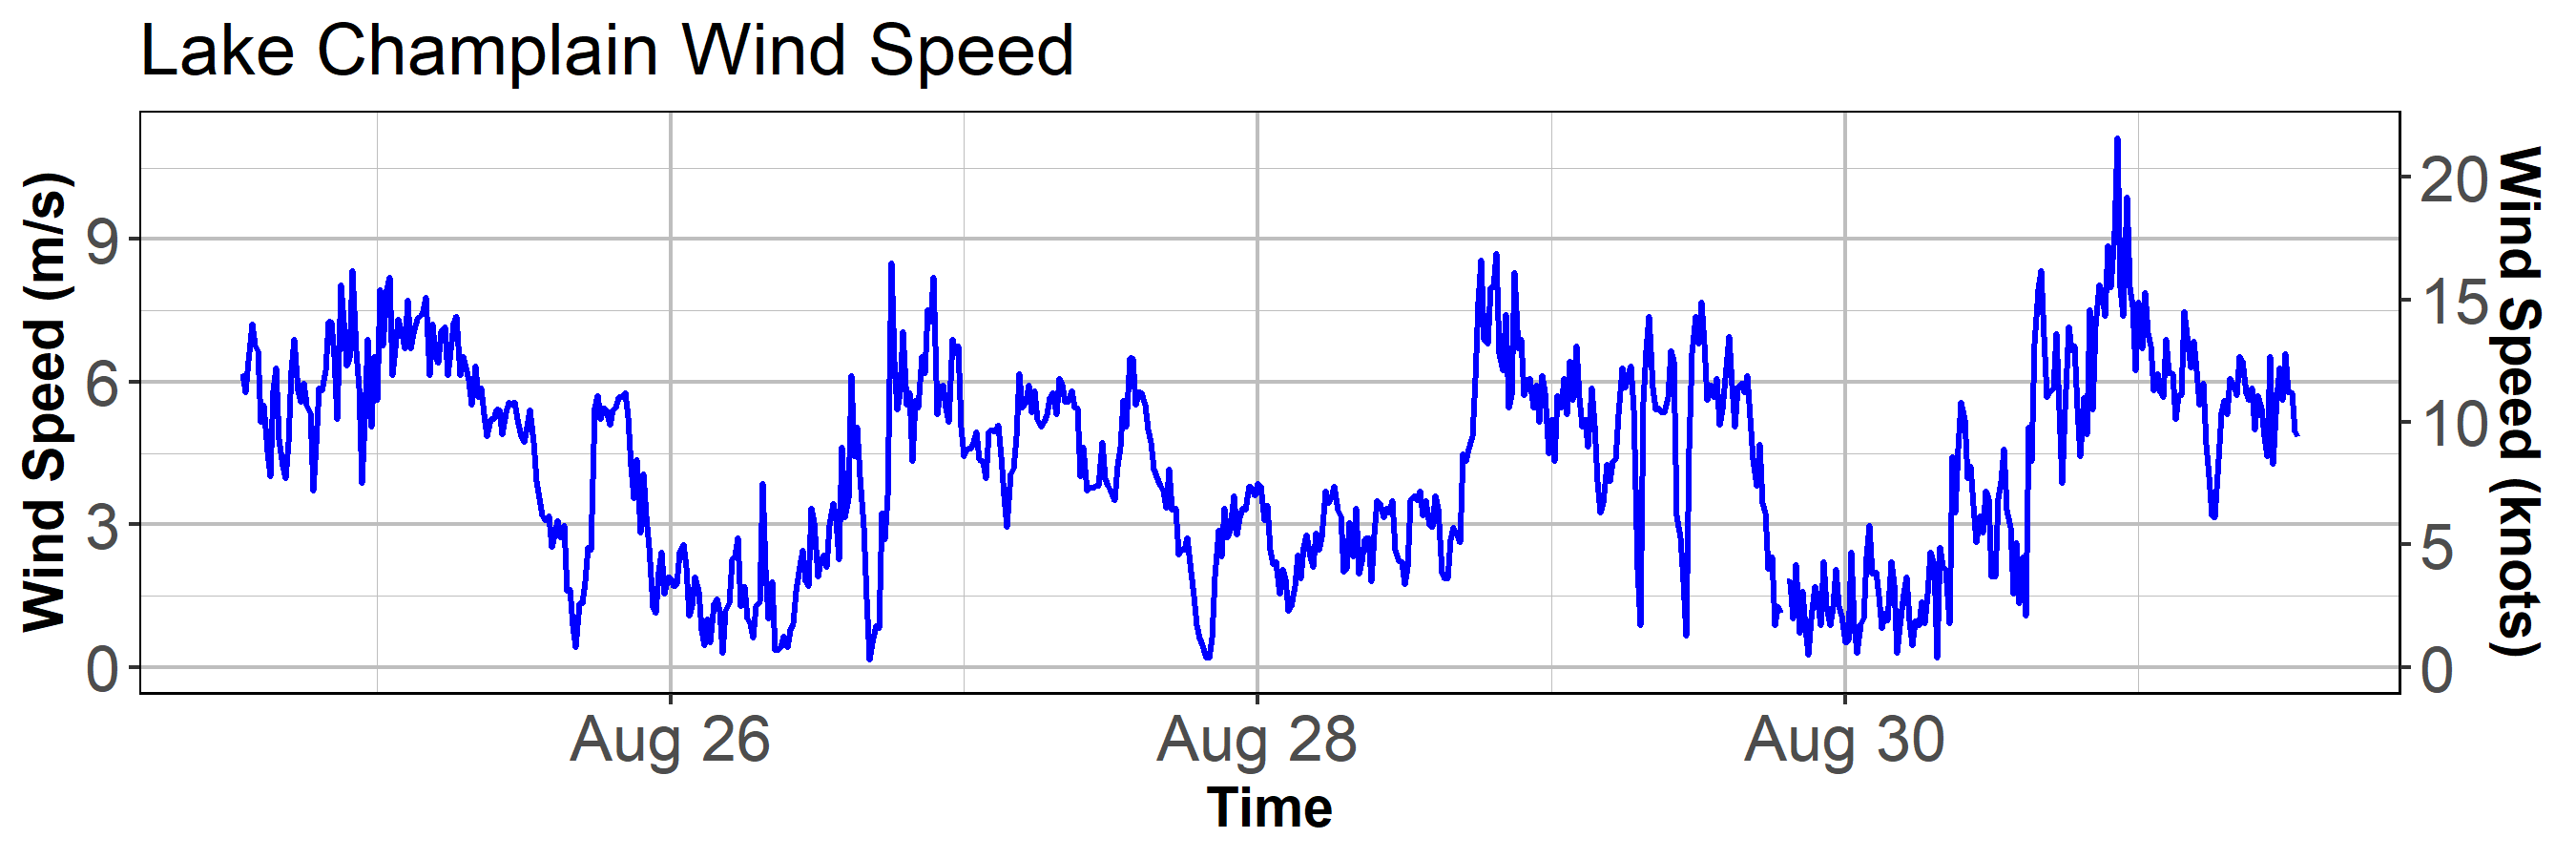 Lake Champlain Wind Speed
Wind Speed (m/s)
9
6
3
0
20
15
10
5
0
Wind Speed (knots)
Aug 26
Aug 28
Aug 30
Time